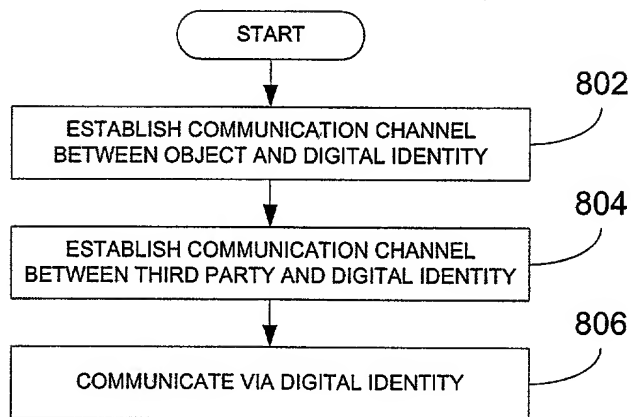 START
802
ESTABLISH COMMUNICATION CHANNEL
BETWEEN OBJECT AND DIGITAL IDENTITY
804
ESTABLISH COMMUNICATION CHANNEL
BETWEEN THIRD PARTY AND DIGITAL IDENTITY
806
COMMUNICATE VIA DIGITAL IDENTITY